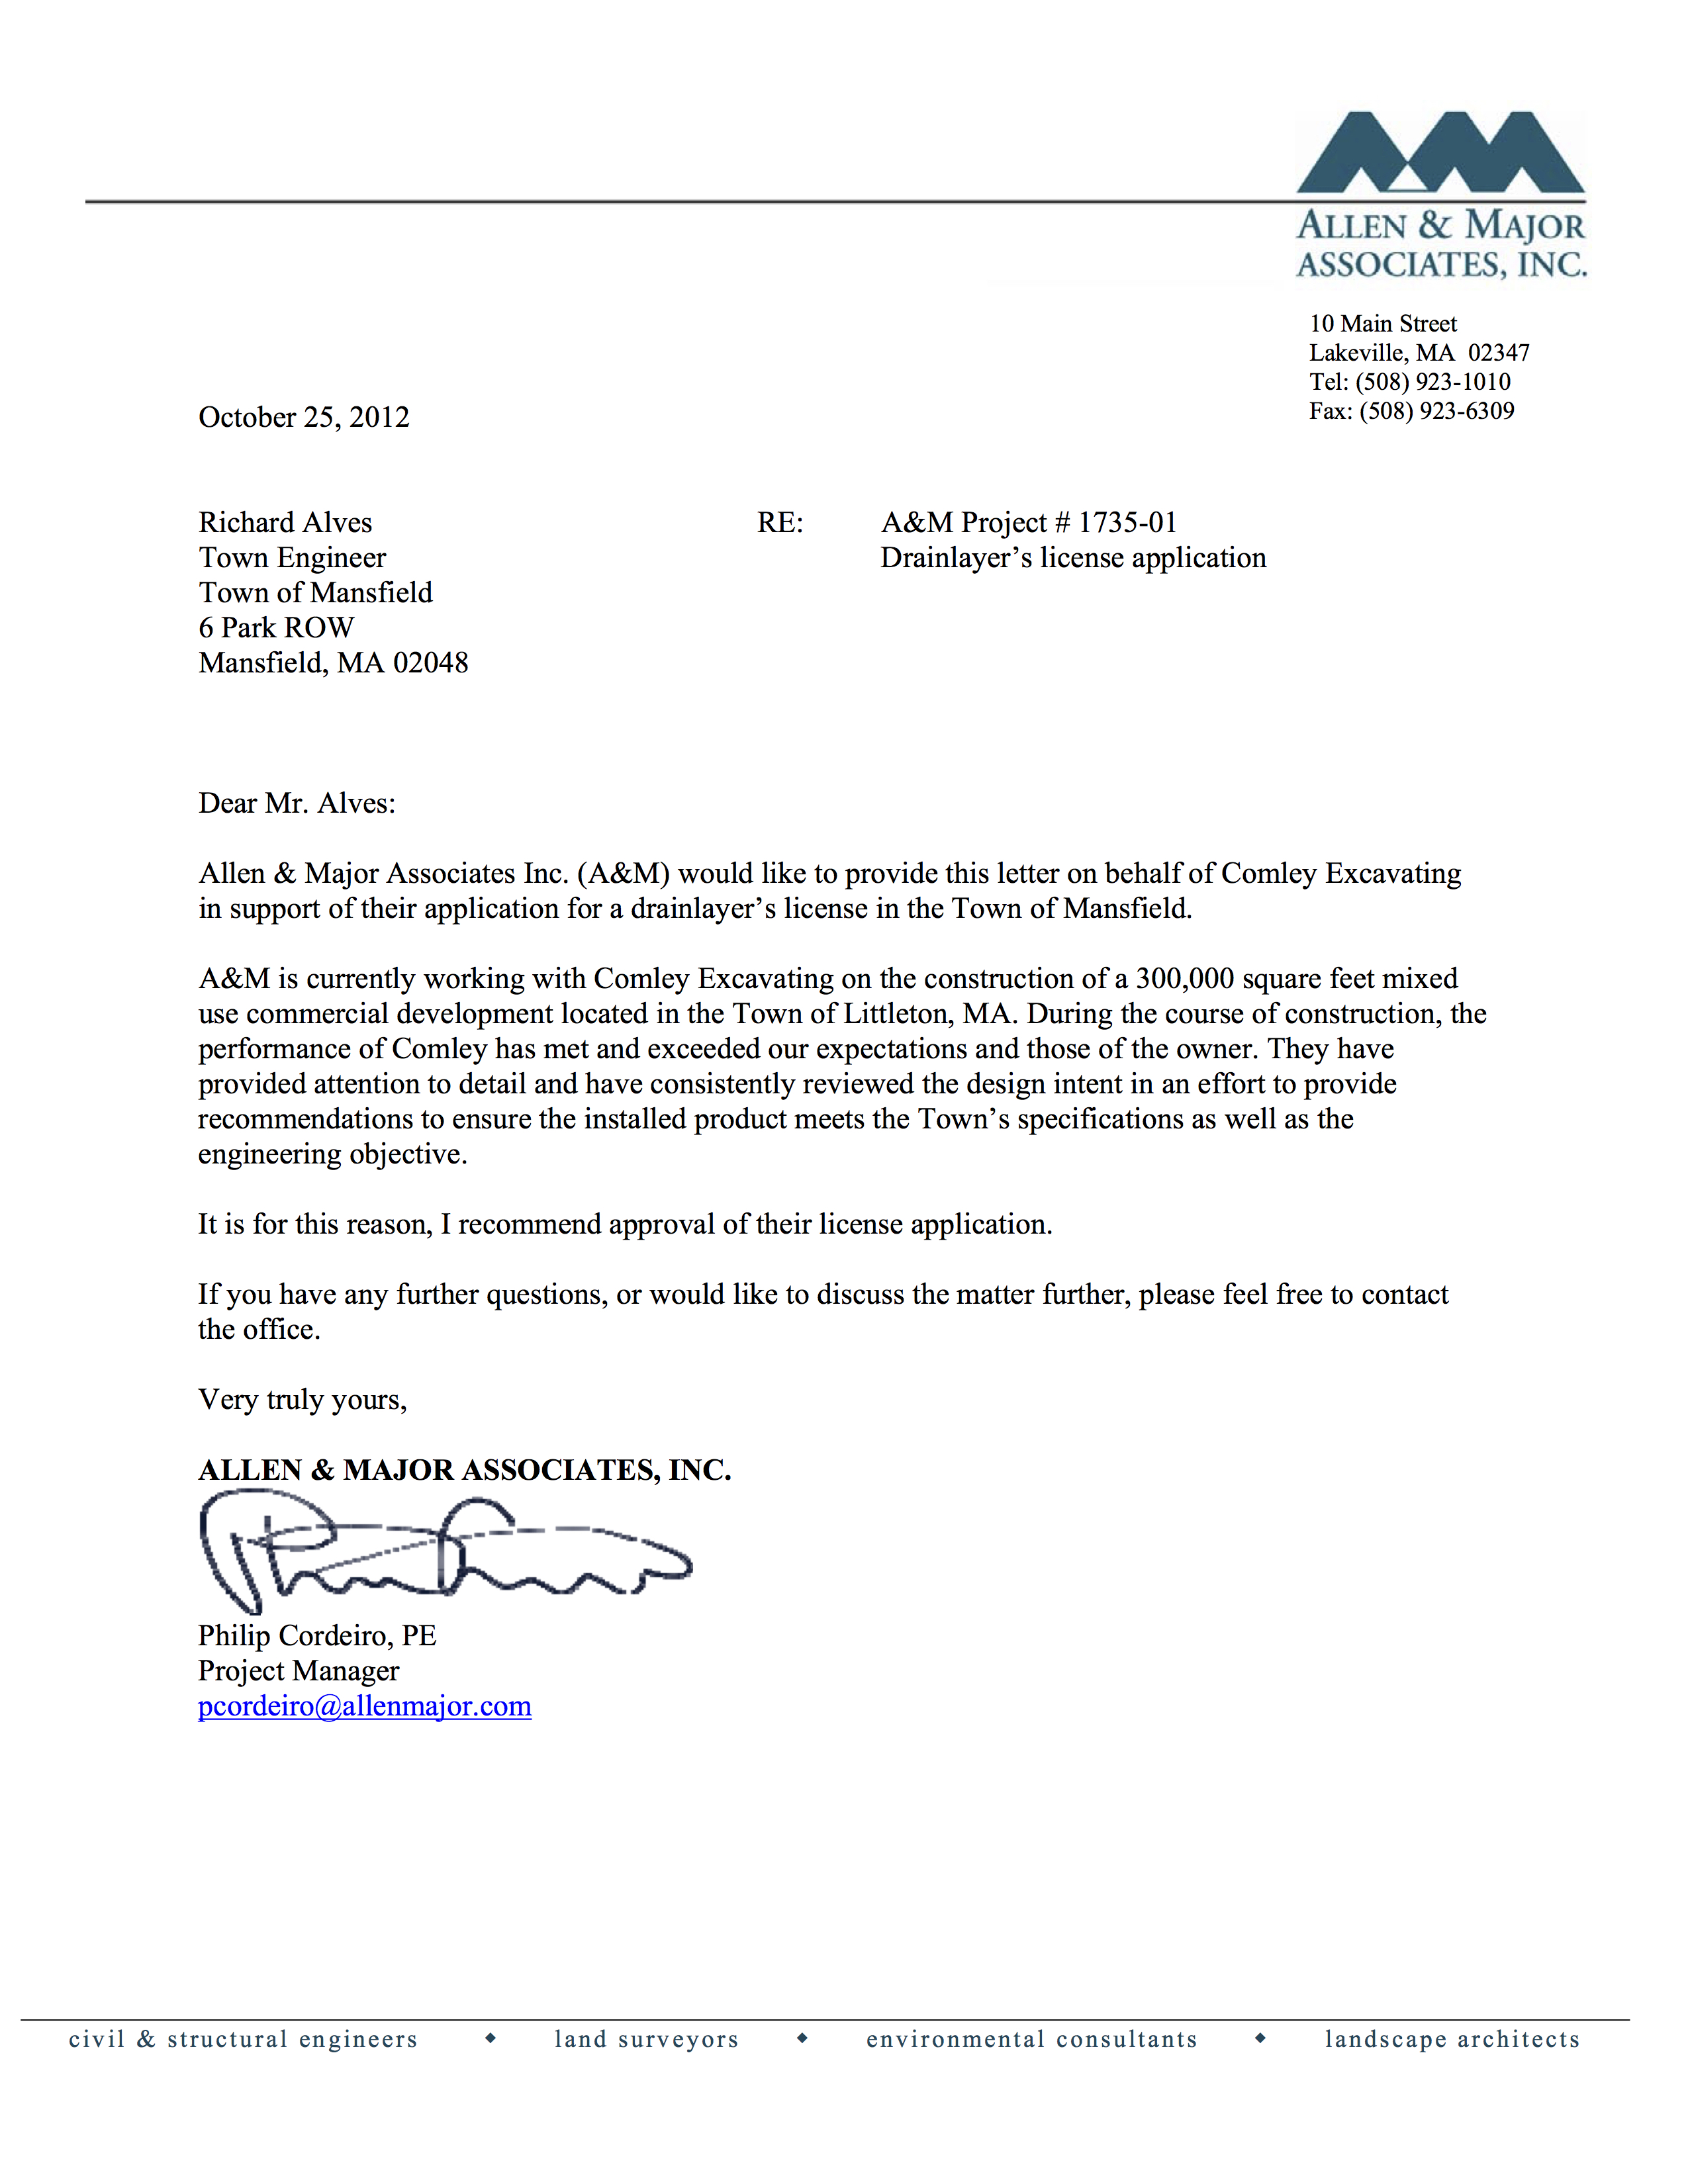 ALLEN & MAJOR
ASSOCIATES, INC.
10 Main Street
Lakeville, MA  02347
Tel: (508) 923-1010
Fax: (508) 923-6309
October 25, 2012
Richard Alves
Town Engineer
Town of Mansfield
6 Park ROW
Mansfield, MA 02048
RE: A&M Project # 1735-01
Drainlayer’s license application
Dear Mr. Alves:
Allen & Major Associates Inc. (A&M) would like to provide this letter on behalf of Comley Excavating
in support of their application for a drainlayer’s license in the Town of Mansfield.
A&M is currently working with Comley Excavating on the construction of a 300,000 square feet mixed
use commercial development located in the Town of Littleton, MA. During the course of construction, the
performance of Comley has met and exceeded our expectations and those of the owner. They have
provided attention to detail and have consistently reviewed the design intent in an effort to provide
recommendations to ensure the installed product meets the Town’s specifications as well as the
engineering objective.
It is for this reason, I recommend approval of their license application.
If you have any further questions, or would like to discuss the matter further, please feel free to contact
the office.
Very truly yours,
ALLEN & MAJOR ASSOCIATES, INC.
Philip Cordeiro, PE
Project Manager
pcordeiro@allenmajor.com
civil & structural engineers ◆ land surveyors ◆ environmental consultants ◆ landscape architects